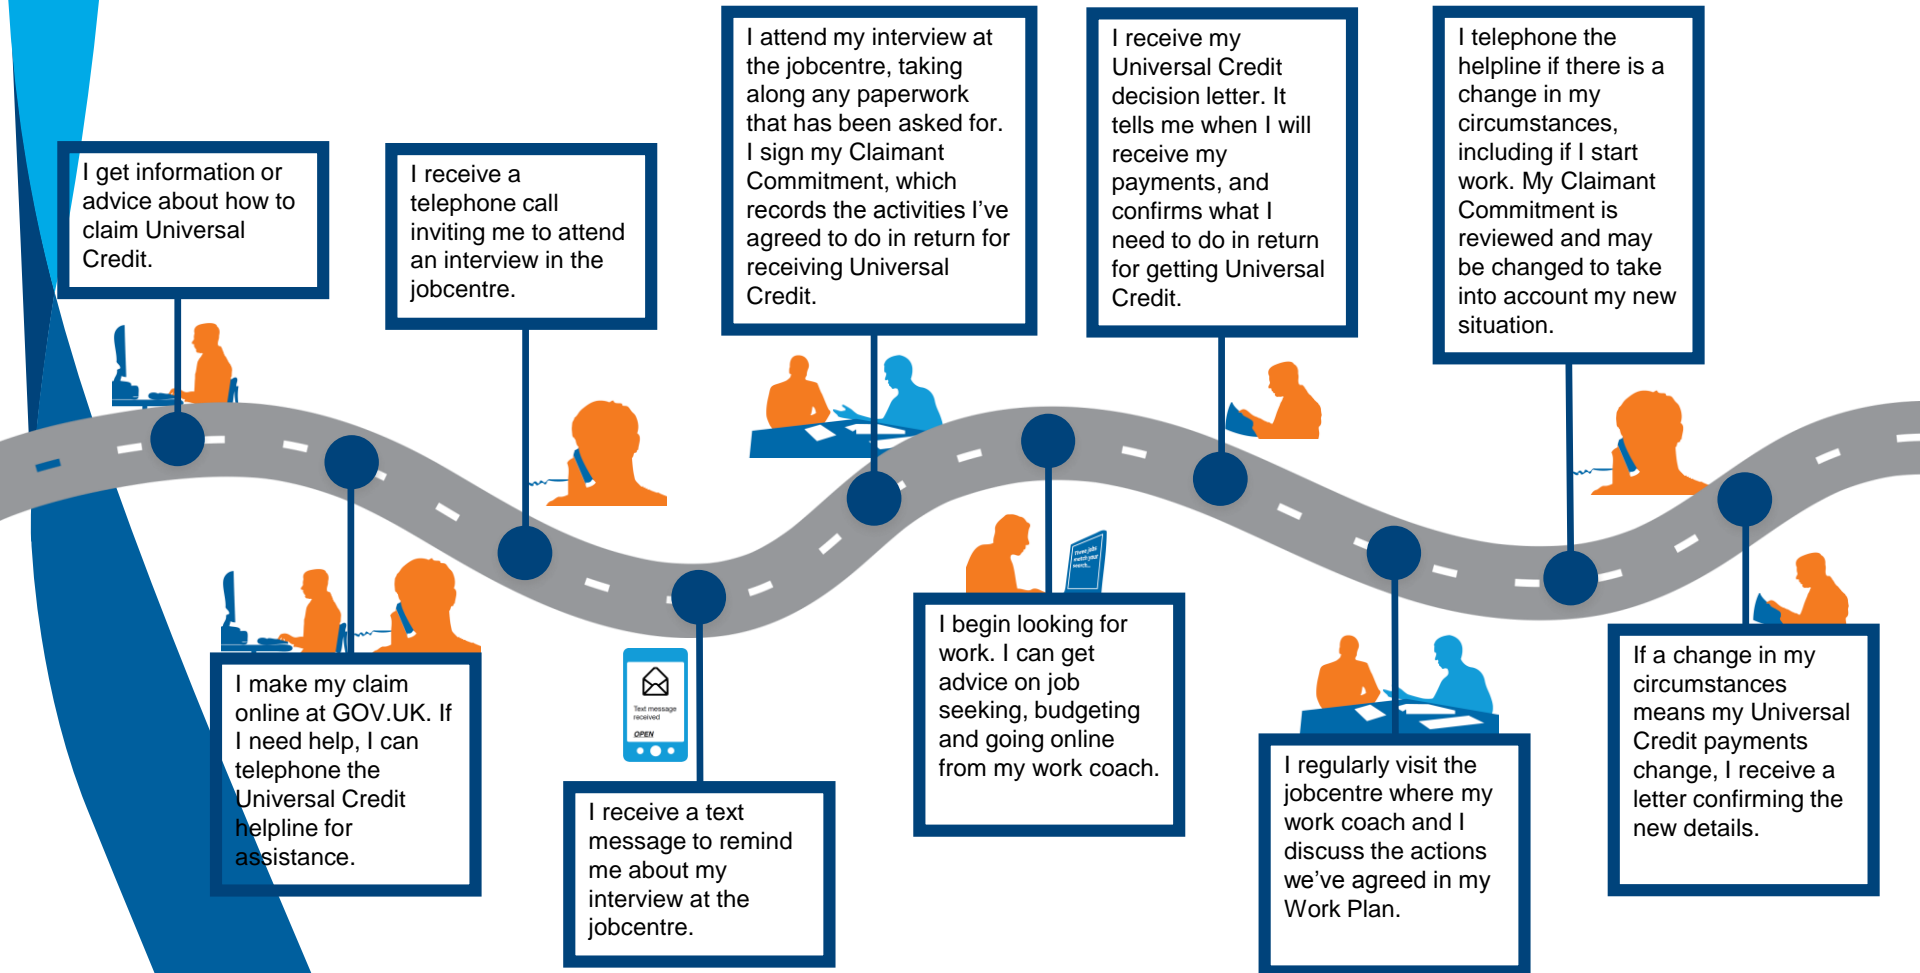 I get information or
advice about how to
claim Universal
Credit.
I make my claim
online at GOV.UK. If
I need help, I can
telephone the
Universal Credit
helpline for
assistance.
I receive a
telephone call
inviting me to attend
an interview in the
jobcentre.
Text message
received
OPEN
I receive a text
message to remind
me about my
interview at the
jobcentre.
I attend my interview at
the jobcentre, taking
along any paperwork
that has been asked for.
I sign my Claimant
Commitment, which
records the activities I've
agreed to do in return for
receiving Universal
Credit.
Three jobs
match your
search...
I begin looking for
work. I can get
advice on job
seeking, budgeting
and going online
from my work coach.
I receive my
Universal Credit
decision letter. It
tells me when I will
receive my
payments, and
confirms what I
need to do in return
for getting Universal
Credit.
I regularly visit the
jobcentre where my
work coach and I
discuss the actions
we've agreed in my
Work Plan.
I telephone the
helpline if there is a
change in my
circumstances,
including if I start
work. My Claimant
Commitment is
reviewed and may
be changed to take
into account my new
situation.
If a change in my
circumstances
means my Universal
Credit payments
change, I receive a
letter confirming the
new details.